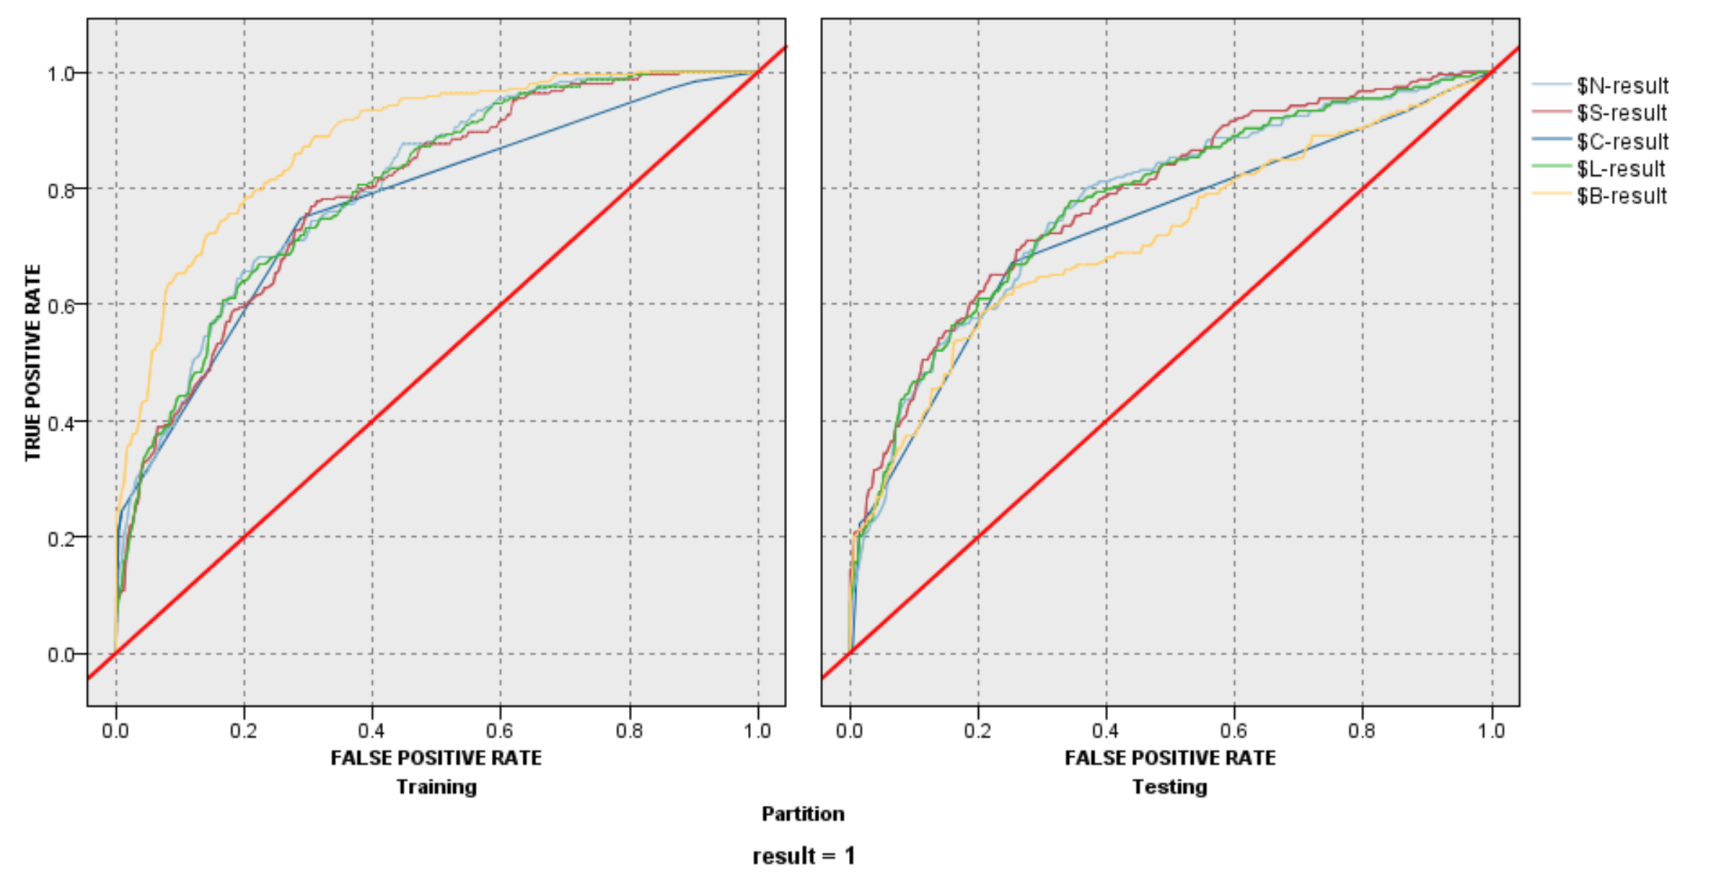 TRUE POSITIVE RATE
1.0
0.8
0.6
0.4
0.2
0.0
0.0 0.2 0.4 0.6 0.8 1.0
FALSE POSITIVE RATE
Training
0.0 0.2 0.4 0.6 0.8 1.0
FALSE POSITIVE RATE
Testing
$N-result
$S-result
$C-result
$L-result
$B-result
Partition
result = 1